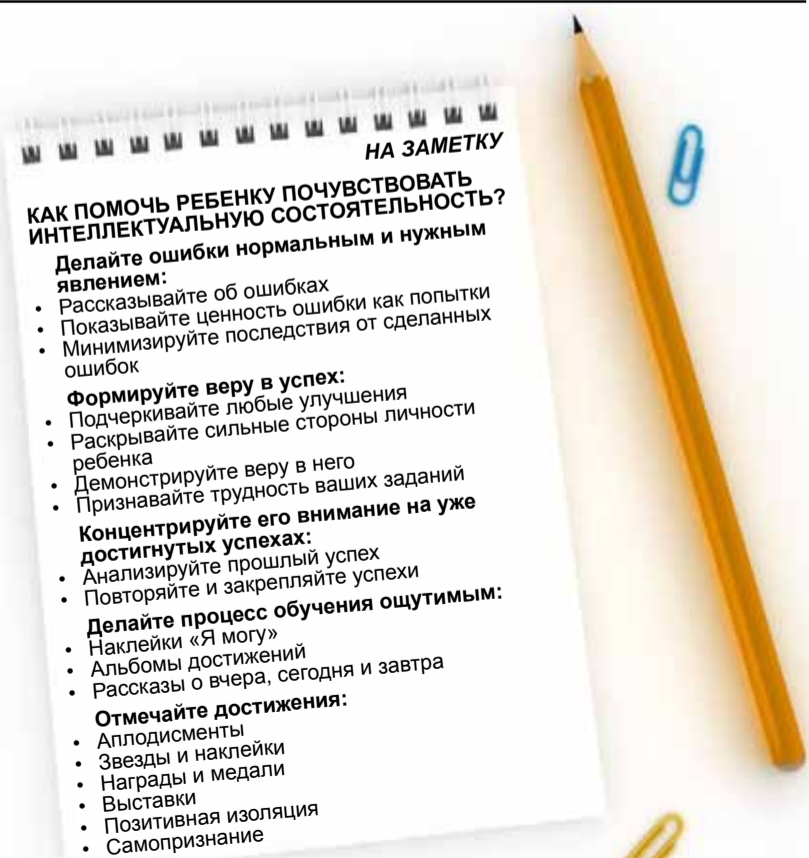 НА ЗАМЕТКУ
КАК ПОМОЧЬ РЕБЕНКУ ПОЧУВСТВОВАТЬ
ИНТЕЛЛЕКТУАЛЬНУЮ СОСТОЯТЕЛЬНОСТЬ?
Делайте ошибки нормальным и нужным
явлением:
• Рассказывайте об ошибках
• Показывайте ценность ошибки как попытки
• Минимизируйте последствия от сделанных
ошибок
Формируйте веру в успех:
• Подчеркивайте любые улучшения
• Раскрывайте сильные стороны личности
ребенка
• Демонстрируйте веру в него
• Признавайте трудность ваших заданий
Концентрируйте его внимание на уже
достигнутых успехах:
• Анализируйте прошлый успех
• Повторяйте и закрепляйте успехи
Делайте процесс обучения ощутимым:
• Наклейки «Я могу»
• Альбомы достижений
• Рассказы о вчера, сегодня и завтра
Отмечайте достижения:
• Аплодисменты
• Звезды и наклейки
• Награды и медали
• Выставки
• Позитивная изоляция
• Самопризнание